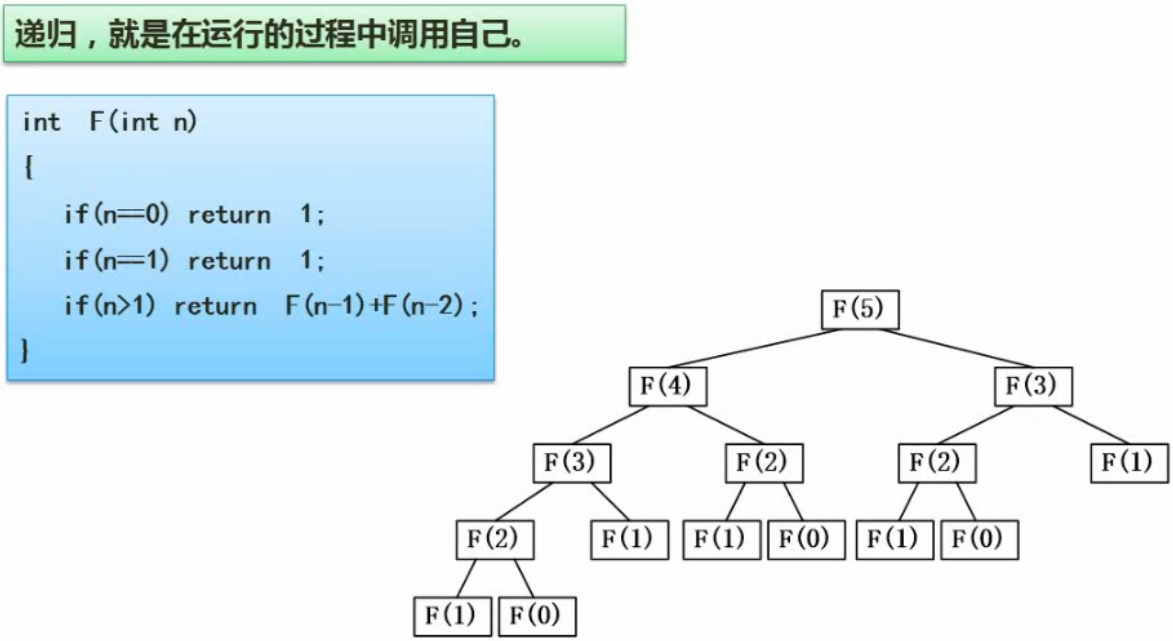 递归，就是在运行的过程中调用自己。
int F(int n)
{
if(n==0) return 1;
if(n==1) return 1;
if(n>1) return F(n-1)+F(n-2);
}
F(5)
F(4) F(3)
F(3) F(2) F(2) F(1)
F(2) F(1) F(1) F(0) F(1) F(0)
F(1) F(0)